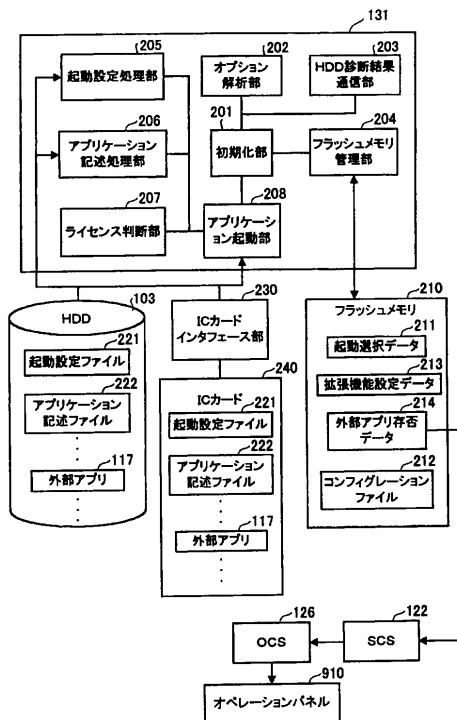 131
205
起動設定処理部
202
オプション
解析部
203
HDD診断結果
通信部
206
アプリケーション
記述処理部
201
初期化部
204
フラッシュメモリ
管理部
207
ライセンス判断部
208
アプリケー
ション起動部
103
HDD
221
起動設定ファイル
222
アプリケーション
記述ファイル
117
外部アプリ
230
ICカード
インタフェース部
240
ICカード
221
起動設定ファイル
222
アプリケーション
記述ファイル
117
外部アプリ
210
フラッシュメモリ
211
起動選択データ
213
拡張機能設定データ
214
外部アプリ存否
データ
212
コンフィグレーション
ファイル
126
OCS
122
SCS
910
オペレーションパネル